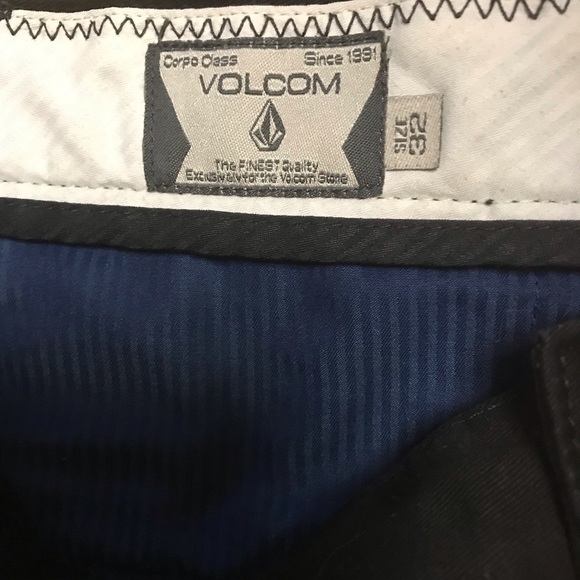 Corpo Class Since 1991
VOLCOM
The FINEST Quality
Exclusively for the Volcom Stone
SIZE
32